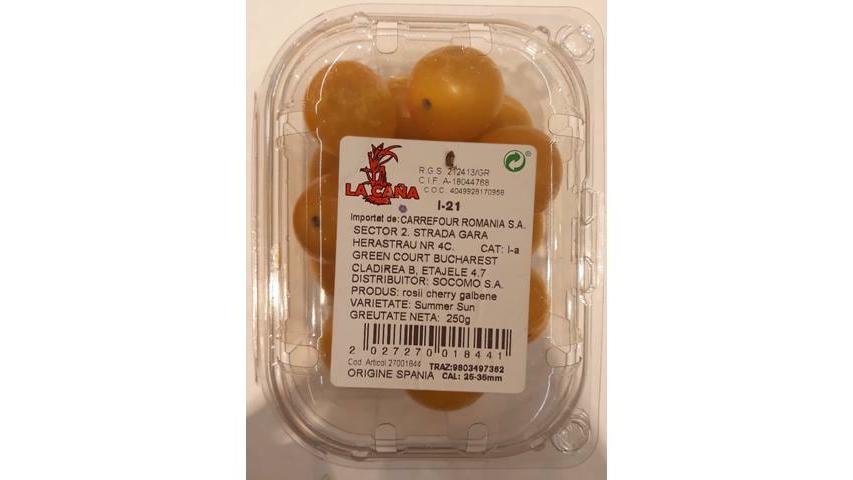 LA CAÑA
R.G.S. 212413/GR
C.I.F. A-18044768
C.O.C. 4049928170958
I-21
Importat de: CARREFOUR ROMANIA S.A.
SECTOR 2. STRADA GARA
HERASTRAU NR 4C. CAT: I-a
GREEN COURT BUCHAREST
CLADIREA B, ETAJELE 4.7
DISTRIBUITOR: SOCOMO S.A.
PRODUS: rosii cherry galbene
VARIETATE: Summer Sun
GREUTATE NETA: 250g
2 027270 018441
Cod. Articol 27001844 TRAZ:9803497362
ORIGINE SPANIA CAL: 25-35mm